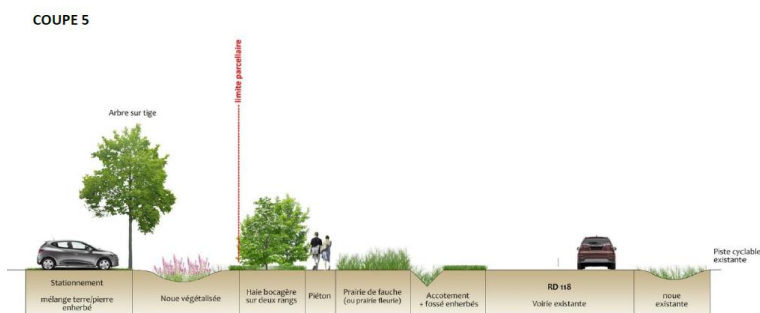 COUPE 5
limite parcellaire
Arbre sur tige
Piste cyclable
existante
Stationnement
mélange terre/pierre
enherbé
Noue végétalisée
Haie bocagère
sur deux rangs
Piéton
Prairie de fauche
(ou prairie fleurie)
Accotement
+ fossé enherbés
RD 118
Voirie existante
noue
existante